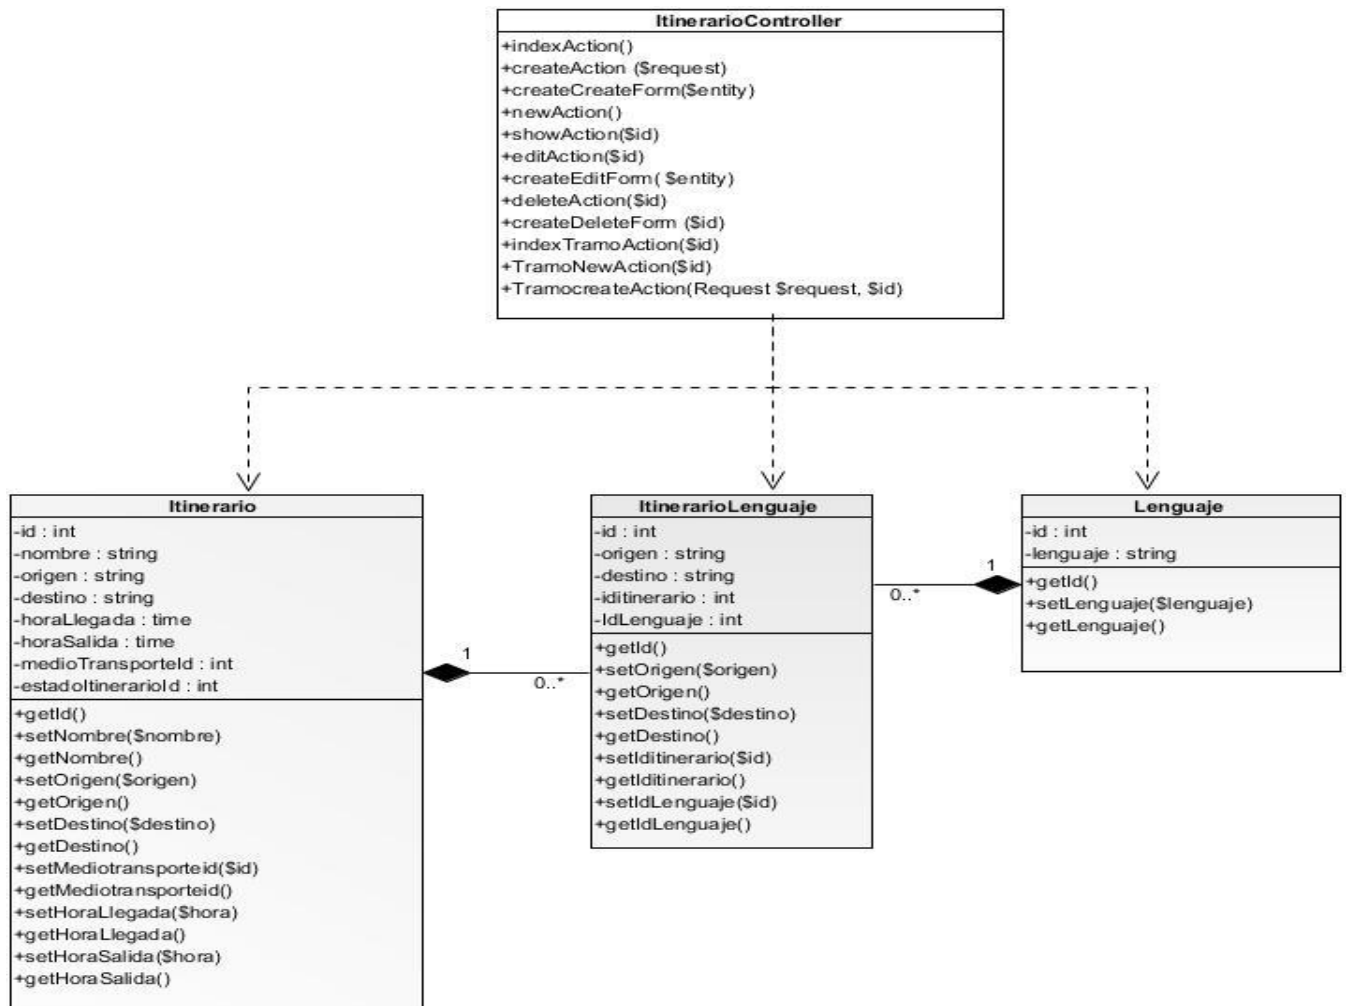 ItinerarioController
+indexAction()
+createAction ($request)
+createCreateForm($entity)
+newAction()
+showAction($id)
+editAction($id)
+createEditForm( $entity)
+deleteAction($id)
+createDeleteForm ($id)
+indexTramoAction($id)
+TramoNewAction($id)
+TramocreateAction(Request $request, $id)
Itinerario
-id : int
-nombre : string
-origen : string
-destino : string
-horaLlegada : time
-horaSalida : time
-medioTransporteId : int
-estadoItinerarioId : int
+getId()
+setNombre($nombre)
+getNombre()
+setOrigen($origen)
+getOrigen()
+setDestino($destino)
+getDestino()
+setMediotransporteid($id)
+getMediotransporteid()
+setHoraLlegada($hora)
+getHoraLlegada()
+setHoraSalida($hora)
+getHoraSalida()
1
0..*
ItinerarioLenguaje
-id : int
-origen : string
-destino : string
-iditinerario : int
-IdLenguaje : int
+getId()
+setOrigen($origen)
+getOrigen()
+setDestino($destino)
+getDestino()
+setIditinerario($id)
+getIditinerario()
+setIdLenguaje($id)
+getIdLenguaje()
1
0..*
Lenguaje
-id : int
-lenguaje : string
+getId()
+setLenguaje($lenguaje)
+getLenguaje()